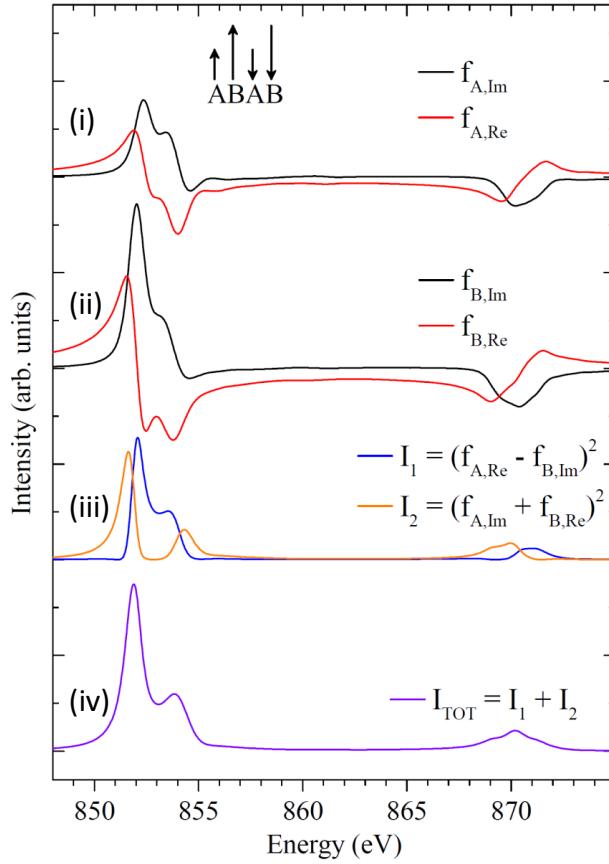 ABAB
f_A,Im
(i)
f_A,Re
f_B,Im
(ii)
f_B,Re
I_1 = (f_A,Re - f_B,Im)^2
(iii)
I_2 = (f_A,Im + f_B,Re)^2
(iv)
I_TOT = I_1 + I_2
Intensity (arb. units)
850 855 860 865 870
Energy (eV)